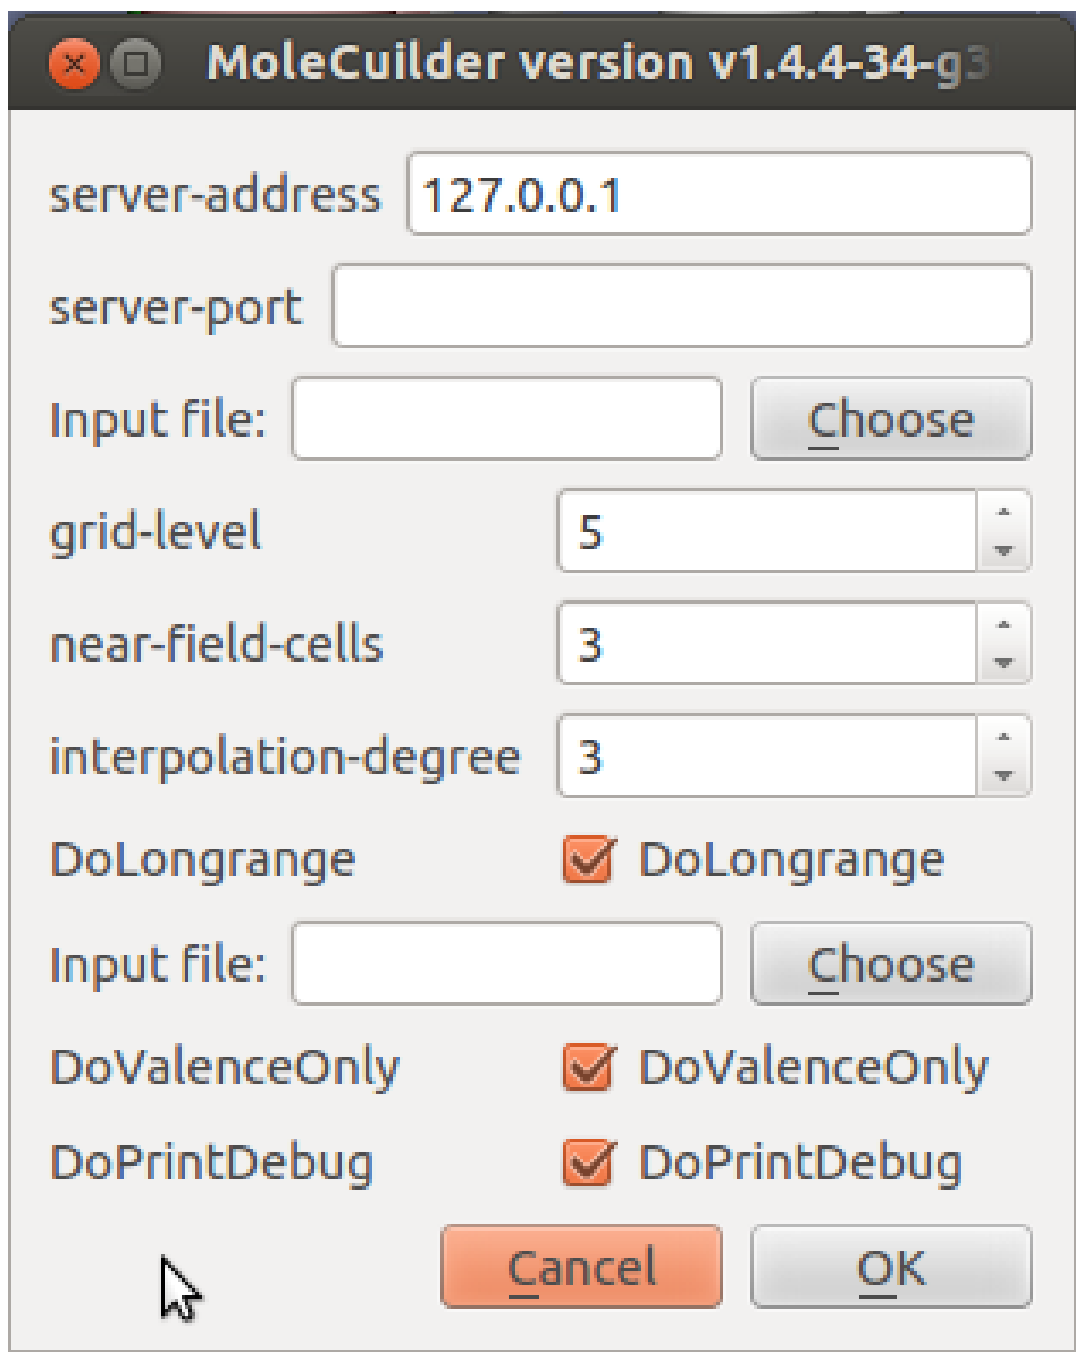 MoleCuilder version v1.4.4-34-g3
server-address 127.0.0.1
server-port
Input file: Choose
grid-level 5
near-field-cells 3
interpolation-degree 3
DoLongrange DoLongrange
Input file: Choose
DoValenceOnly DoValenceOnly
DoPrintDebug DoPrintDebug
Cancel OK